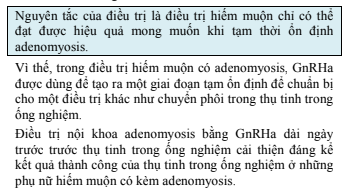 Nguyên tắc của điều trị là điều trị hiếm muộn chỉ có thể
đạt được hiệu quả mong muốn khi tạm thời ổn định
adenomyosis.
Vì thế, trong điều trị hiếm muộn có adenomyosis, GnRHa
được dùng để tạo ra một giai đoạn tạm ổn định để chuẩn bị
cho một điều trị khác như chuyển phôi trong thụ tinh trong
ống nghiệm.
Điều trị nội khoa adenomyosis bằng GnRHa dài ngày
trước trước thụ tinh trong ống nghiệm cải thiện đáng kể
kết quả thành công của thụ tinh trong ống nghiệm ở những
phụ nữ hiếm muộn có kèm adenomyosis.